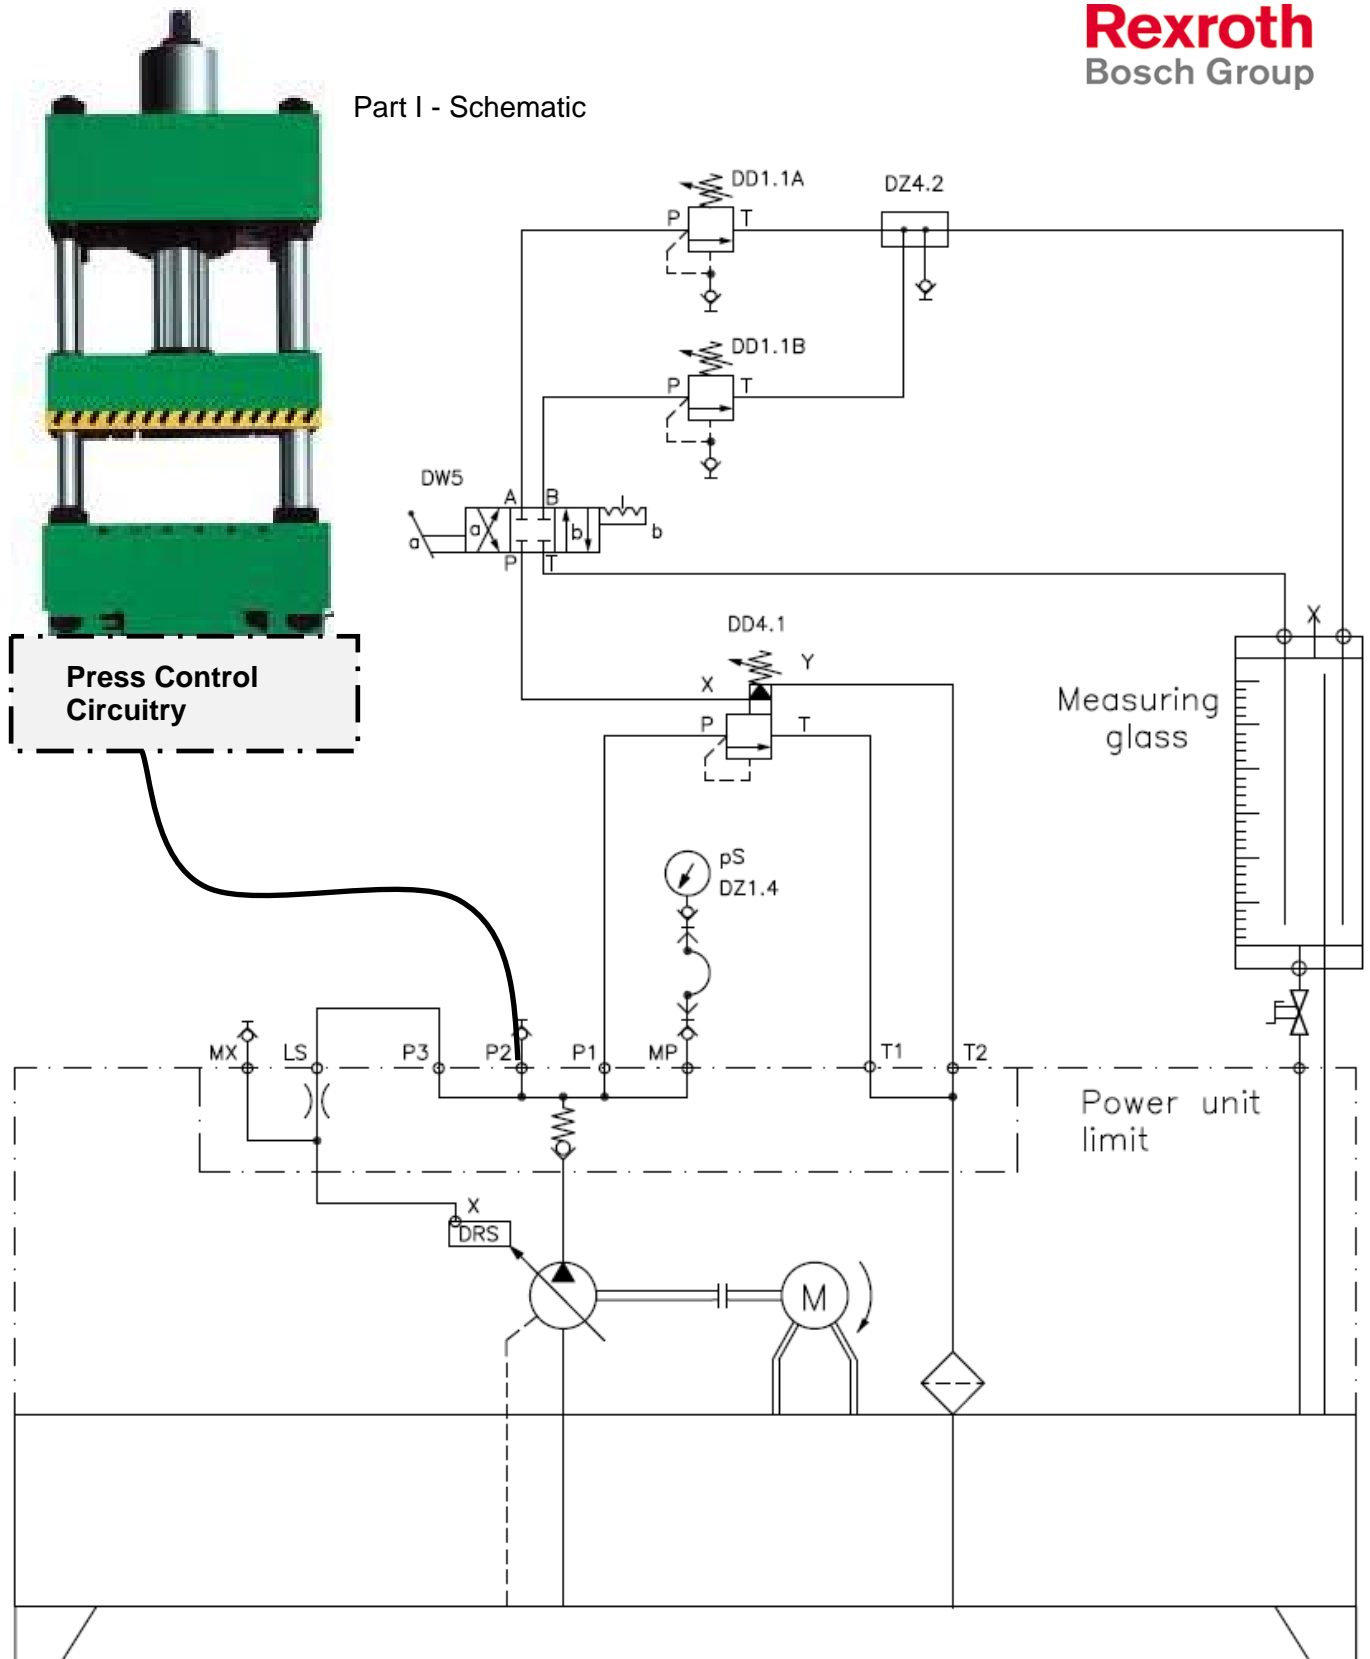 Rexroth
Bosch Group
Part I - Schematic
DD1.1A
DZ4.2
P
T
DD1.1B
P
T
DW5
A
B
a
a
b
b
P
T
DD4.1
X
Y
P
T
X
Measuring
glass
Press Control
Circuitry
pS
DZ1.4
MX
LS
P3
P2
P1
MP
T1
T2
Power unit
limit
X
DRS
M